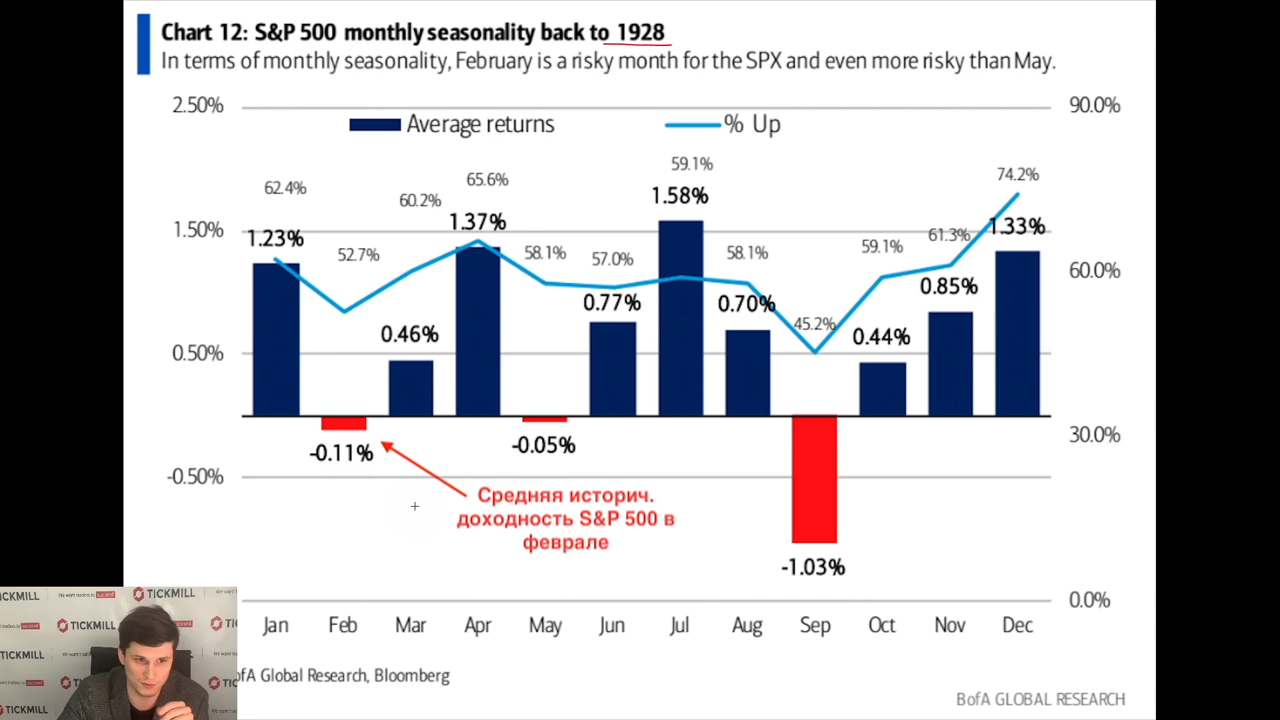 Chart 12: S&P 500 monthly seasonality back to 1928
In terms of monthly seasonality, February is a risky month for the SPX and even more risky than May.
2.50%
90.0%
Average returns
% Up
59.1%
74.2%
65.6%
62.4%
1.58%
60.2%
1.37%
1.33%
1.50%
1.23%
61.3%
52.7%
58.1%
57.0%
58.1%
59.1%
60.0%
0.85%
0.77%
0.70%
45.2%
0.46%
0.44%
0.50%
30.0%
-0.11%
-0.05%
-0.50%
Средняя историч.
доходность S&P 500 в
феврале
-1.03%
0.0%
Jan Feb Mar Apr May Jun Jul Aug Sep Oct Nov Dec
ofA Global Research, Bloomberg
BofA GLOBAL RESEARCH
TICKMILL
We want traders to succeed
TICKMILL
TICKMILL
TICKMILL